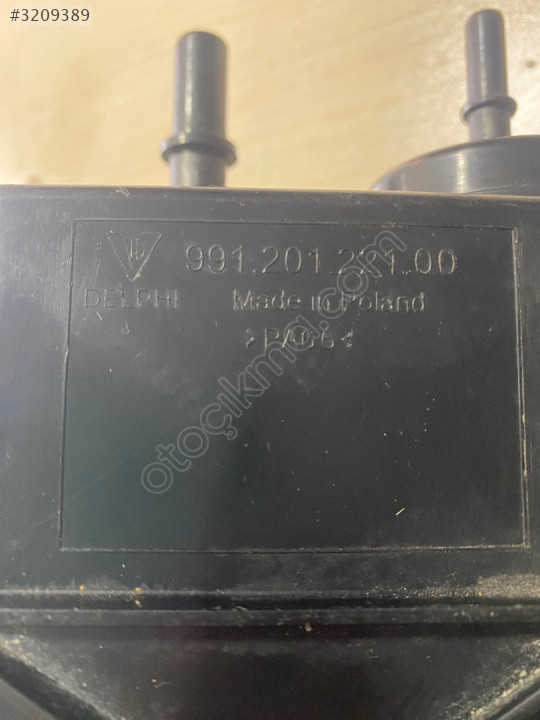 #3209389
991.201.221.00
DELPHI Made in Poland
>PA66<
otoçıkma.com